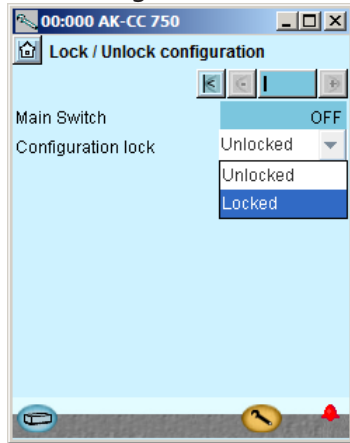 00:000 AK-CC 750
Lock / Unlock configuration
Main Switch OFF
Configuration lock Unlocked
Unlocked
Locked